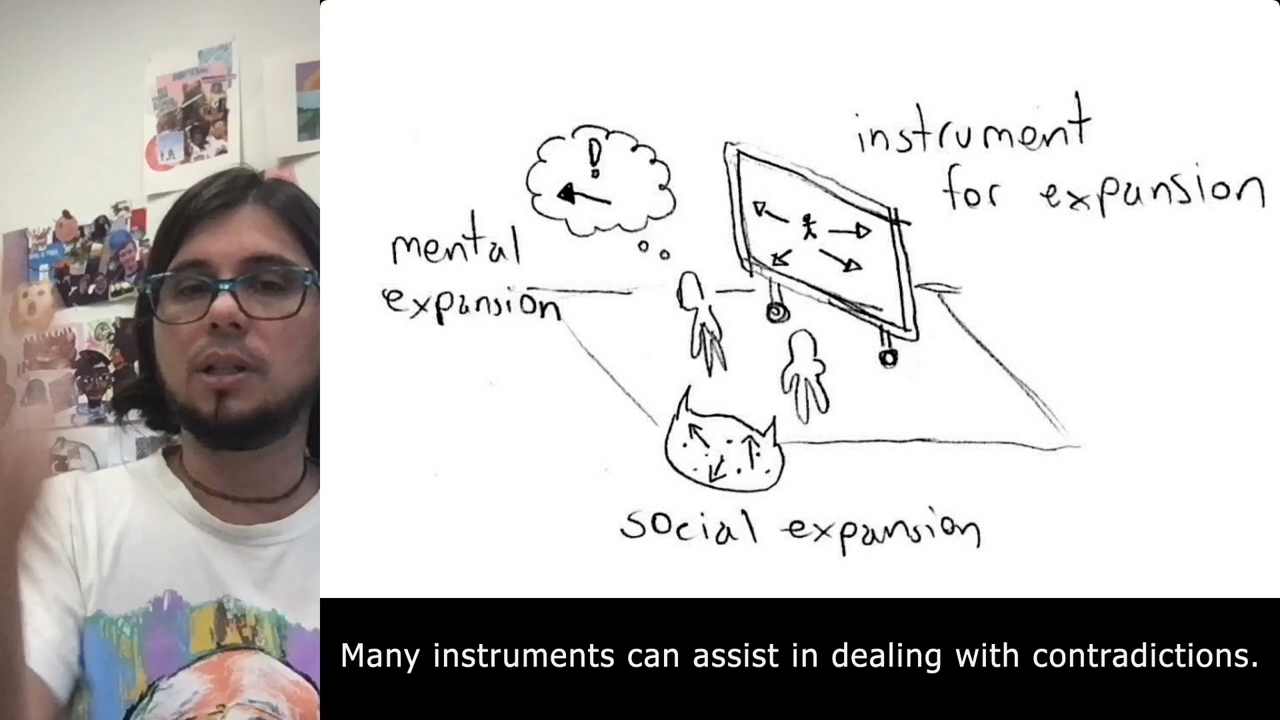 instrument
for expansion
mental
expansion
!
social expansion
Many instruments can assist in dealing with contradictions.